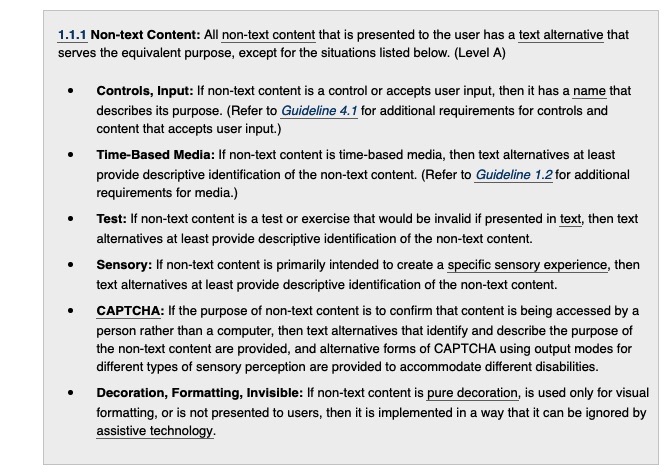 1.1.1 Non-text Content: All non-text content that is presented to the user has a text alternative that
serves the equivalent purpose, except for the situations listed below. (Level A)
• Controls, Input: If non-text content is a control or accepts user input, then it has a name that
describes its purpose. (Refer to Guideline 4.1 for additional requirements for controls and
content that accepts user input.)
• Time-Based Media: If non-text content is time-based media, then text alternatives at least
provide descriptive identification of the non-text content. (Refer to Guideline 1.2 for additional
requirements for media.)
• Test: If non-text content is a test or exercise that would be invalid if presented in text, then text
alternatives at least provide descriptive identification of the non-text content.
• Sensory: If non-text content is primarily intended to create a specific sensory experience, then
text alternatives at least provide descriptive identification of the non-text content.
• CAPTCHA: If the purpose of non-text content is to confirm that content is being accessed by a
person rather than a computer, then text alternatives that identify and describe the purpose of
the non-text content are provided, and alternative forms of CAPTCHA using output modes for
different types of sensory perception are provided to accommodate different disabilities.
• Decoration, Formatting, Invisible: If non-text content is pure decoration, is used only for visual
formatting, or is not presented to users, then it is implemented in a way that it can be ignored by
assistive technology.